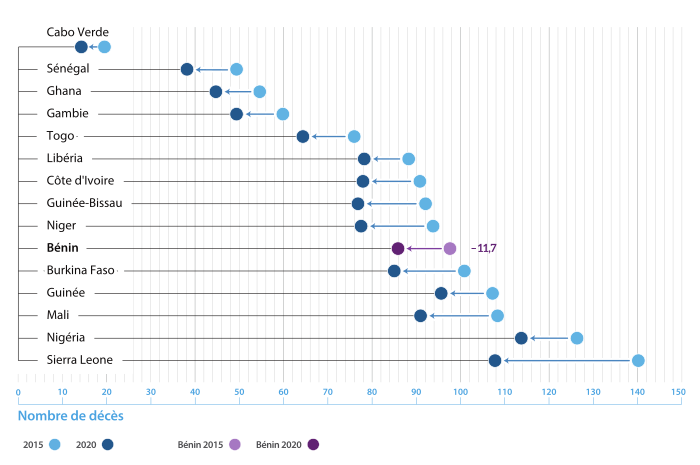 Cabo Verde
Sénégal
Ghana
Gambie
Togo
Libéria
Côte d'Ivoire
Guinée-Bissau
Niger
Bénin –11,7
Burkina Faso
Guinée
Mali
Nigéria
Sierra Leone
0 10 20 30 40 50 60 70 80 90 100 110 120 130 140 150
Nombre de décès
2015 2020 Bénin 2015 Bénin 2020